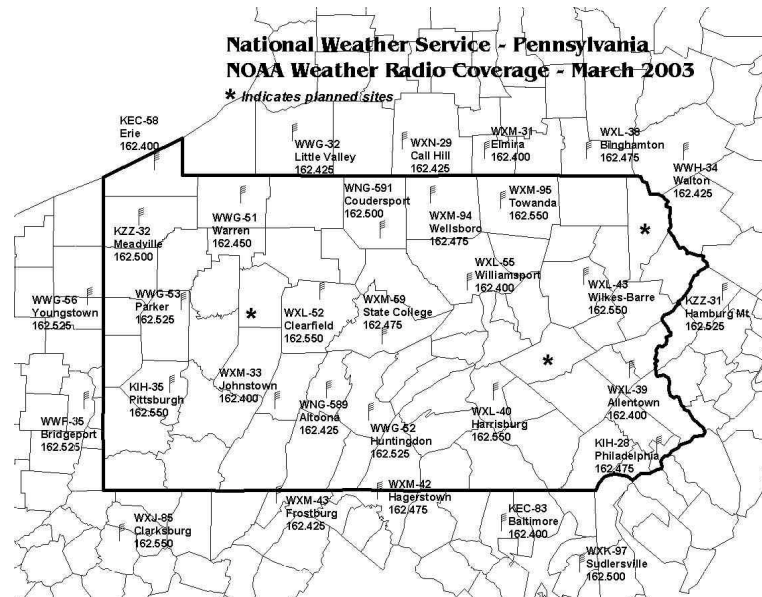 National Weather Service - Pennsylvania
NOAA Weather Radio Coverage - March 2003
* Indicates planned sites
KEC-58
Erie
162.400
WWG-32
Little Valley
162.425
WXN-29
Call Hill
162.425
WXM-31
Elmira
162.400
WXL-38
Binghamton
162.475
WWH-34
Walton
162.425
KZZ-32
Meadville
162.500
WWG-51
Warren
162.450
WNG-591
Coudersport
162.500
WXM-94
Wellsboro
162.475
WXM-95
Towanda
162.550
*
WWG-56
Youngstown
162.525
WWG-53
Parker
162.525
*
WXL-52
Clearfield
162.550
WXM-59
State College
162.475
WXL-55
Williamsport
162.400
WXL-43
Wilkes-Barre
162.550
KZZ-31
Hamburg Mt.
162.525
*
WWF-35
Bridgeport
162.525
KIH-35
Pittsburgh
162.550
WXM-33
Johnstown
162.400
WNG-589
Altoona
162.425
WWG-52
Huntingdon
162.525
WXL-40
Harrisburg
162.550
WXL-39
Allentown
162.400
KIH-28
Philadelphia
162.475
WXJ-85
Clarksburg
162.550
WXM-43
Frostburg
162.425
WXM-42
Hagerstown
162.475
KEC-83
Baltimore
162.400
WXK-97
Sudlersville
162.500